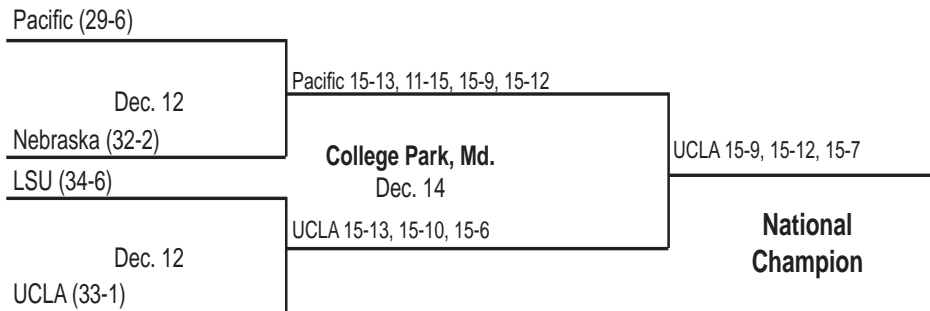 Pacific (29-6)
Dec. 12
Nebraska (32-2)
LSU (34-6)
Dec. 12
UCLA (33-1)
Pacific 15-13, 11-15, 15-9, 15-12
College Park, Md.
Dec. 14
UCLA 15-13, 15-10, 15-6
UCLA 15-9, 15-12, 15-7
National
Champion